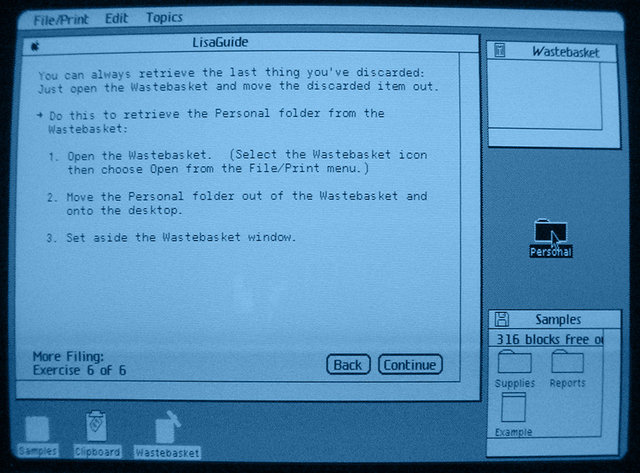 File/Print Edit Topics
LisaGuide
You can always retrieve the last thing you've discarded:
Just open the Wastebasket and move the discarded item out.
→ Do this to retrieve the Personal folder from the
Wastebasket:
1. Open the Wastebasket. (Select the Wastebasket icon
then choose Open from the File/Print menu.)
2. Move the Personal folder out of the Wastebasket and
onto the desktop.
3. Set aside the Wastebasket window.
More Filing:
Exercise 6 of 6
Back Continue
Wastebasket
Personal
Samples
316 blocks free o
Supplies Reports
Example
Samples Clipboard Wastebasket